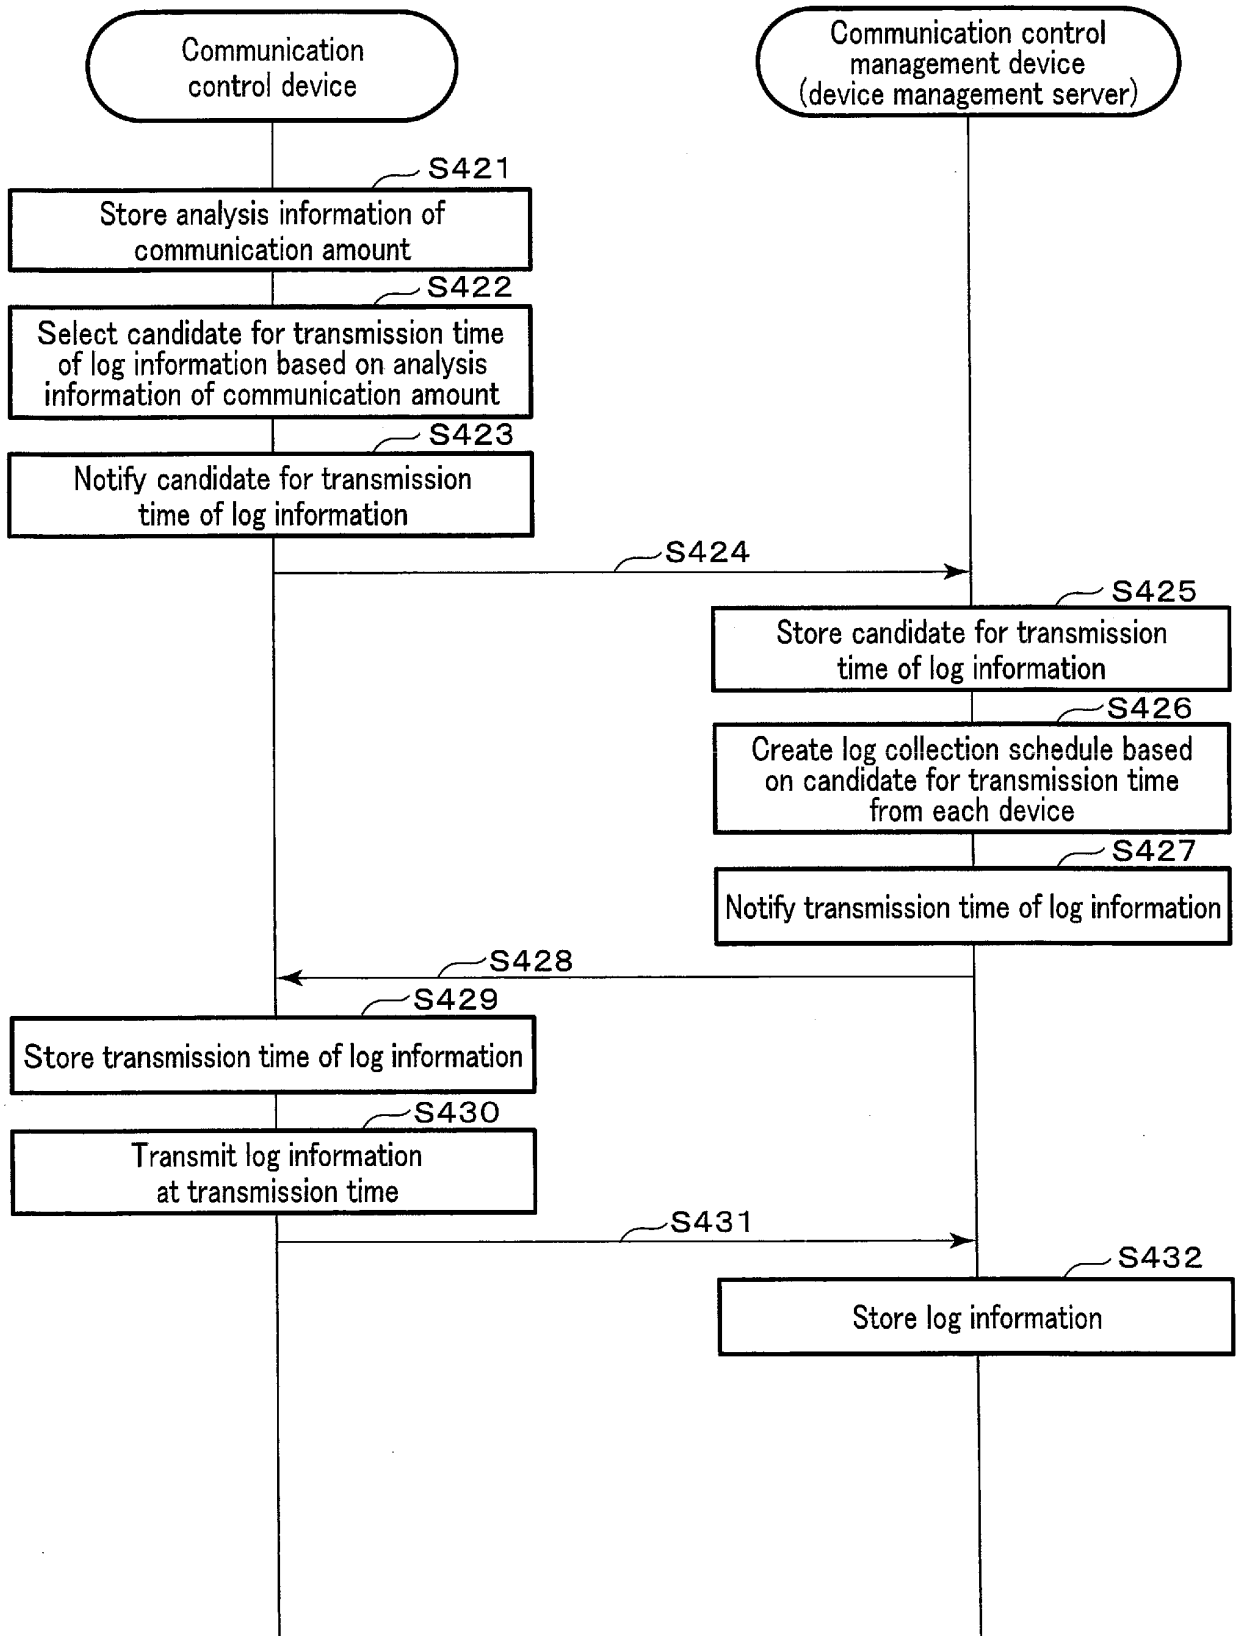 Communication
control device
Communication control
management device
(device management server)
S421
Store analysis information of
communication amount
S422
Select candidate for transmission time
of log information based on analysis
information of communication amount
S423
Notify candidate for transmission
time of log information
S424
S425
Store candidate for transmission
time of log information
S426
Create log collection schedule based
on candidate for transmission time
from each device
S427
Notify transmission time of log information
S428
S429
Store transmission time of log information
S430
Transmit log information
at transmission time
S431
S432
Store log information